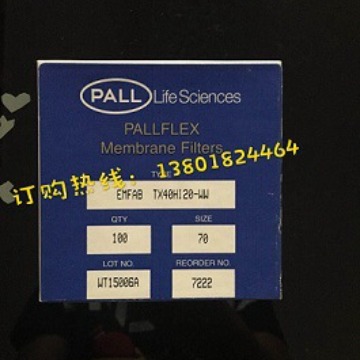 PALL Life Sciences
PALLFLEX
Membrane Filters
TYPE
订购热线：13801824464
EMFAB TX40HI20-WW
QTY SIZE
100 70
LOT NO. REORDER NO.
WT15006A 7222